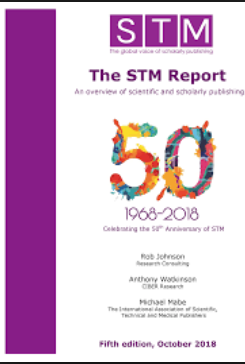 STM
The global voice of scholarly publishing
The STM Report
An overview of scientific and scholarly publishing
50
1968-2018
Celebrating the 50th Anniversary of STM
Rob Johnson
Research Consulting
Anthony Watkinson
CIBER Research
Michael Mabe
The International Association of Scientific,
Technical and Medical Publishers
Fifth edition, October 2018